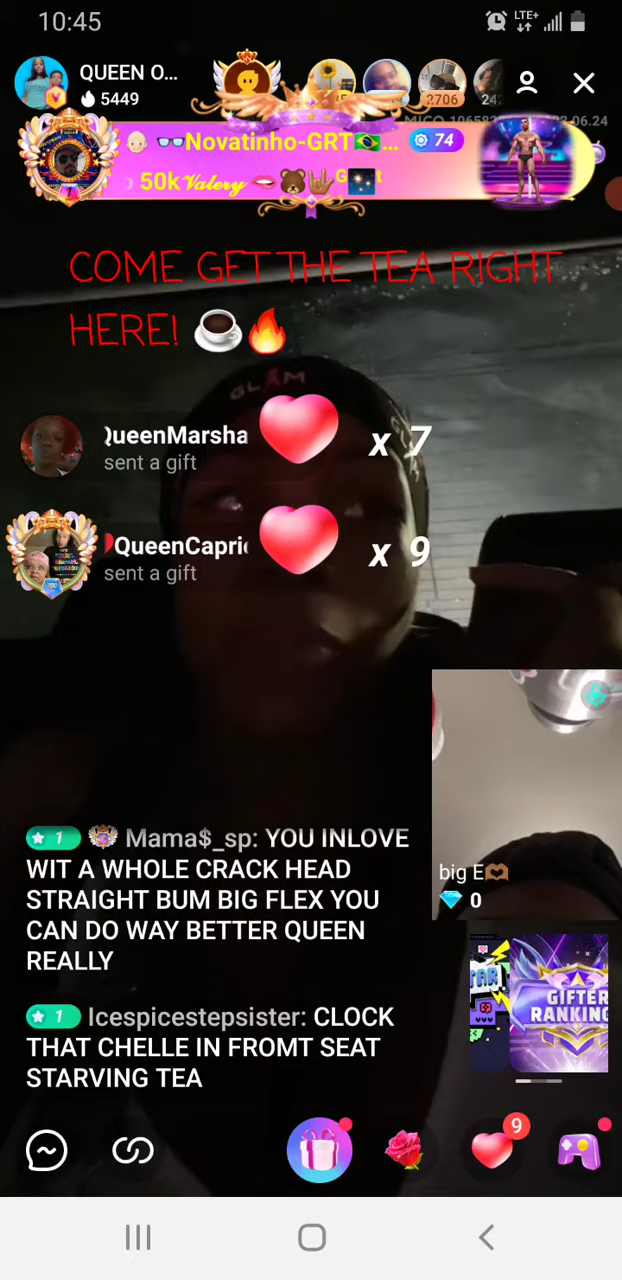 10:45
LTE+
QUEEN O...
5449
2706
Novatinho-GRT...
74
50k Valery
COME GET THE TEA RIGHT
HERE!
GLAM
QueenMarsha
x 7
sent a gift
QueenCapric
x 9
sent a gift
big E
0
1 Mama$_sp: YOU INLOVE
WIT A WHOLE CRACK HEAD
STRAIGHT BUM BIG FLEX YOU
CAN DO WAY BETTER QUEEN
REALLY
GIFTER
RANKING
1 Icespicestepsister: CLOCK
THAT CHELLE IN FROMT SEAT
STARVING TEA
9